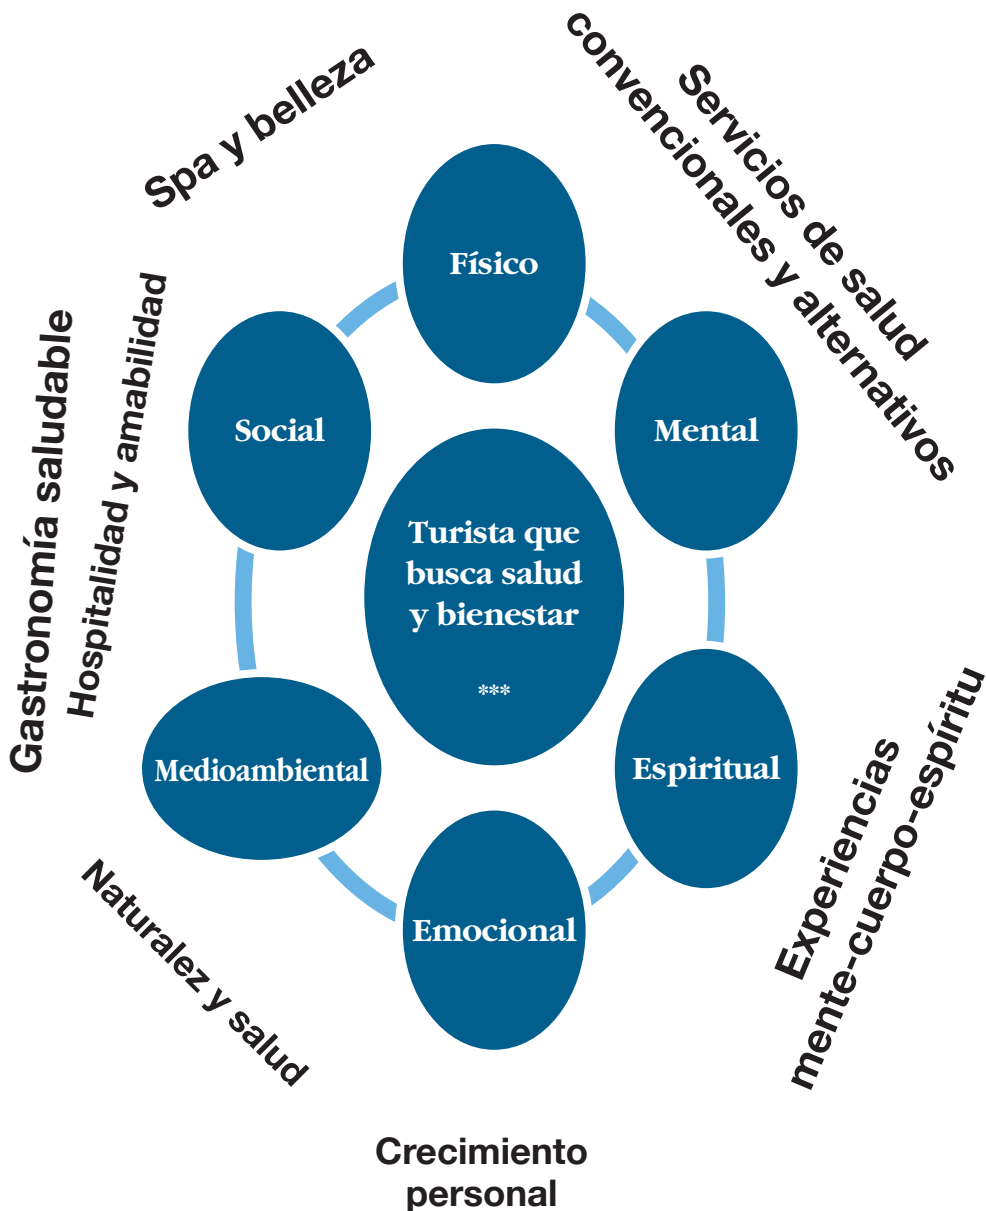 Spa y belleza
Servicios de salud
convencionales y alternativos
Físico
Social
Mental
Gastronomía saludable
Hospitalidad y amabilidad
Turista que
busca salud
y bienestar
***
Medioambiental
Espiritual
Experiencias
mente-cuerpo-espíritu
Emocional
Naturalez y salud
Crecimiento
personal